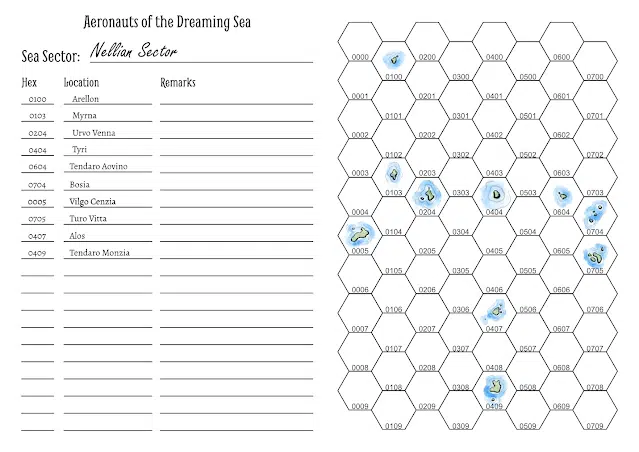 Aeronauts of the Dreaming Sea
Sea Sector: Nellian Sector
Hex Location Remarks
0100 Arellon
0103 Myrna
0204 Urvo Venna
0404 Tyri
0604 Tendaro Aovino
0704 Bosia
0005 Vilgo Cenzia
0705 Turo Vitta
0407 Alos
0409 Tendaro Monzia
0000 0200 0400 0600
0100 0300 0500 0700
0001 0201 0401 0601
0101 0301 0501 0701
0002 0202 0402 0602
0102 0302 0502 0702
0003 0203 0403 0603
0103 0303 0503 0703
0004 0204 0404 0604
0104 0304 0504 0704
0005 0205 0405 0605
0105 0305 0505 0705
0006 0206 0406 0606
0106 0306 0506 0706
0007 0207 0407 0607
0107 0307 0507 0707
0008 0208 0408 0608
0108 0308 0508 0708
0009 0209 0409 0609
0109 0309 0509 0709